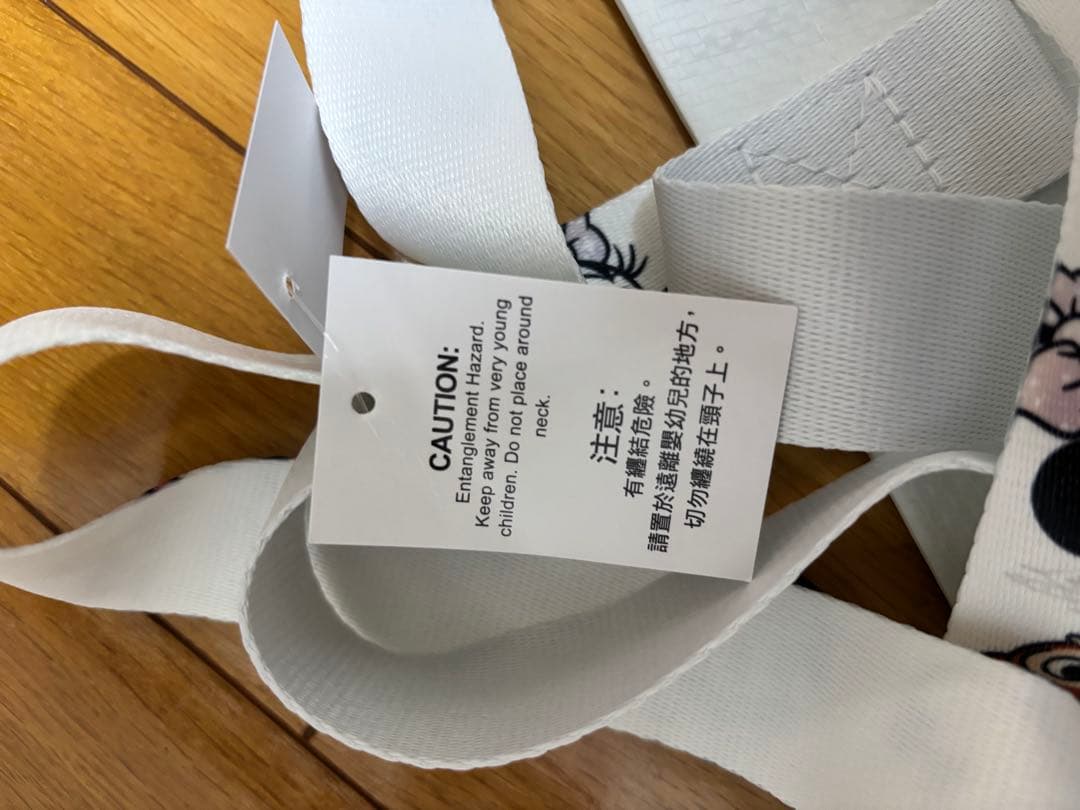 CAUTION:
Entanglement Hazard.
Keep away from very young
children. Do not place around
neck.
注意：
有纏結危險。
請置於遠離嬰幼兒的地方，
切勿纏繞在頸子上。